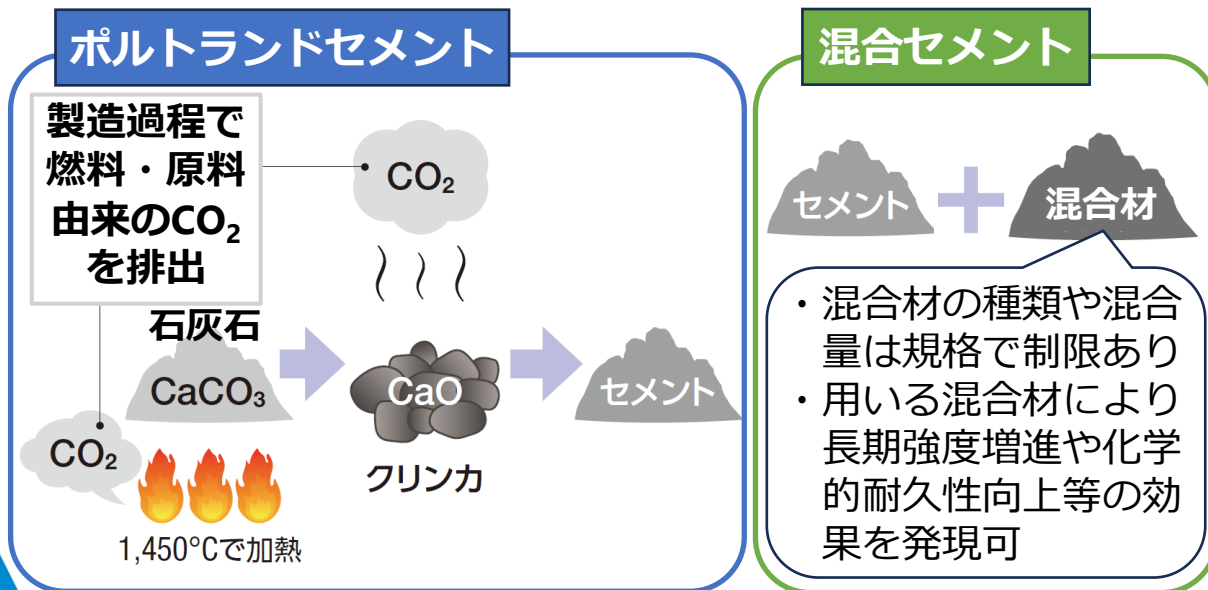 ポルトランドセメント
製造過程で
燃料・原料
由来のCO₂
を排出
CO₂
石灰石
CaCO₃
CaO
セメント
CO₂
クリンカ
1,450°Cで加熱
混合セメント
セメント
混合材
・混合材の種類や混合
量は規格で制限あり
・用いる混合材により
長期強度増進や化学
的耐久性向上等の効
果を発現可